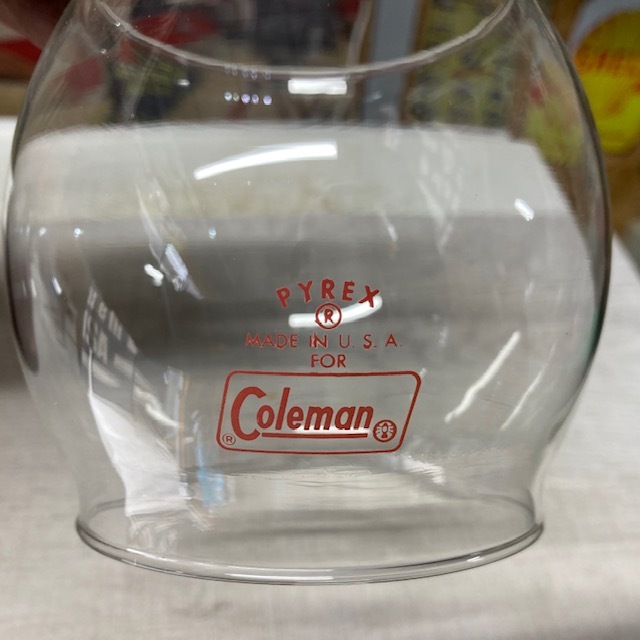 PYREX
®
MADE IN U. S. A.
FOR
Coleman
®